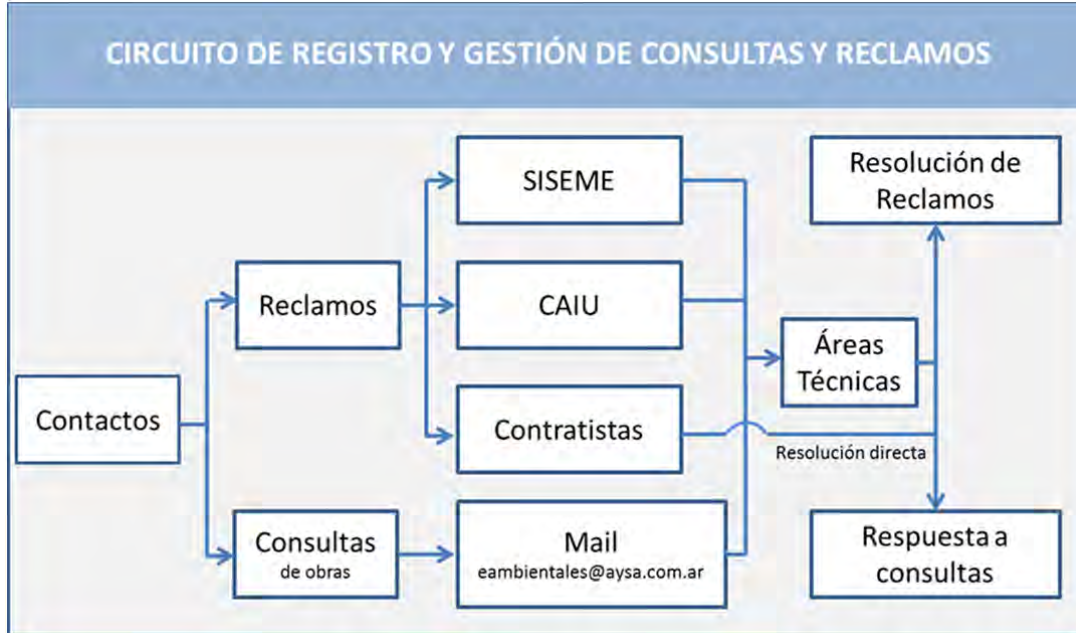 CIRCUITO DE REGISTRO Y GESTIÓN DE CONSULTAS Y RECLAMOS
Contactos
Reclamos
Consultas
de obras
SISEME
CAIU
Contratistas
Mail
eambientales@aysa.com.ar
Áreas
Técnicas
Resolución directa
Resolución de
Reclamos
Respuesta a
consultas